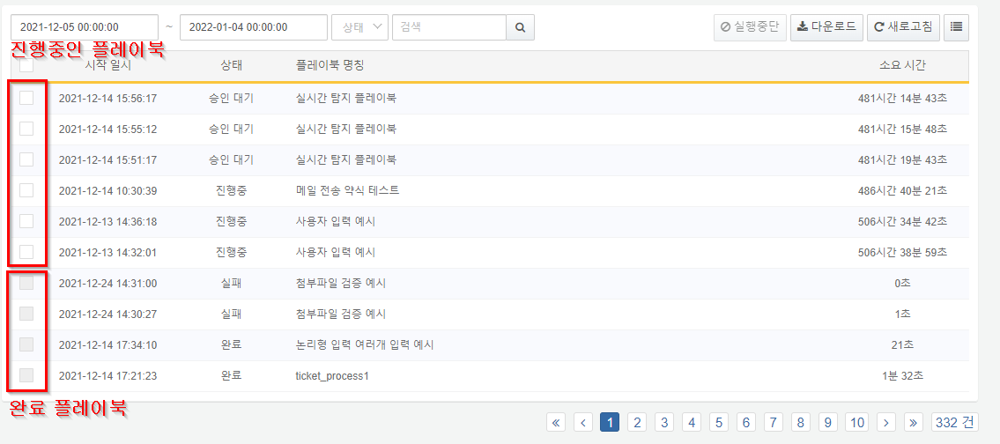 2021-12-05 00:00:00 ~ 2022-01-04 00:00:00 상태 검색 실행중단 다운로드 새로고침
진행중인 플레이북
시작 일시 상태 플레이북 명칭 소요 시간
2021-12-14 15:56:17 승인 대기 실시간 탐지 플레이북 481시간 14분 43초
2021-12-14 15:55:12 승인 대기 실시간 탐지 플레이북 481시간 15분 48초
2021-12-14 15:51:17 승인 대기 실시간 탐지 플레이북 481시간 19분 43초
2021-12-14 10:30:39 진행중 메일 전송 약식 테스트 486시간 40분 21초
2021-12-13 14:36:18 진행중 사용자 입력 예시 506시간 34분 42초
2021-12-13 14:32:01 진행중 사용자 입력 예시 506시간 38분 59초
2021-12-24 14:31:00 실패 첨부파일 검증 예시 0초
2021-12-24 14:30:27 실패 첨부파일 검증 예시 1초
2021-12-14 17:34:10 완료 논리형 입력 여러개 입력 예시 21초
2021-12-14 17:21:23 완료 ticket_process1 1분 32초
완료 플레이북
« ‹ 1 2 3 4 5 6 7 8 9 10 › » 332 건